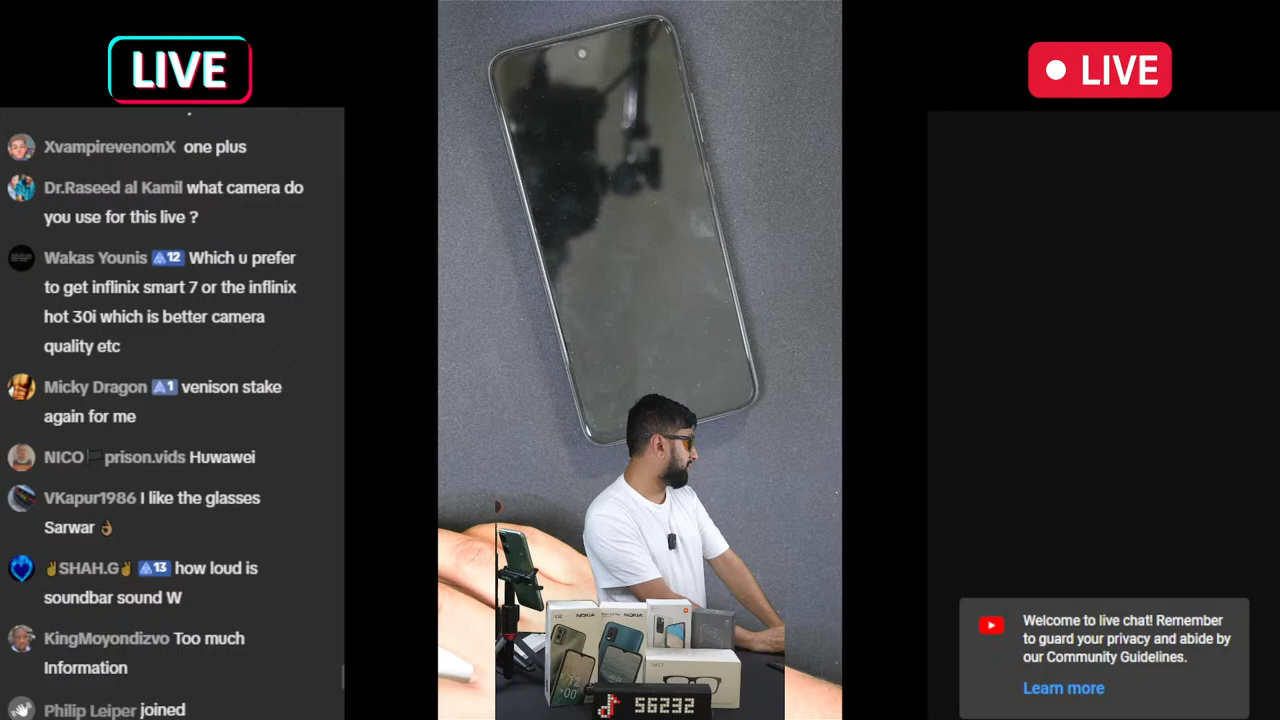 LIVE
XvampirevenomX one plus
Dr.Raseed al Kamil what camera do
you use for this live ?
Wakas Younis 12 Which u prefer
to get inflinix smart 7 or the inflinix
hot 30i which is better camera
quality etc
Micky Dragon 1 venison stake
again for me
NICO🏴prison.vids Huwawei
VKapur1986 I like the glasses
Sarwar 👌🏾
✌SHAH.G✌ 13 how loud is
soundbar sound W
KingMoyondizvo Too much
Information
Philip Leiper joined
NOKIA
NOKIA
12
00
56232
LIVE
Welcome to live chat! Remember
to guard your privacy and abide by
our Community Guidelines.
Learn more